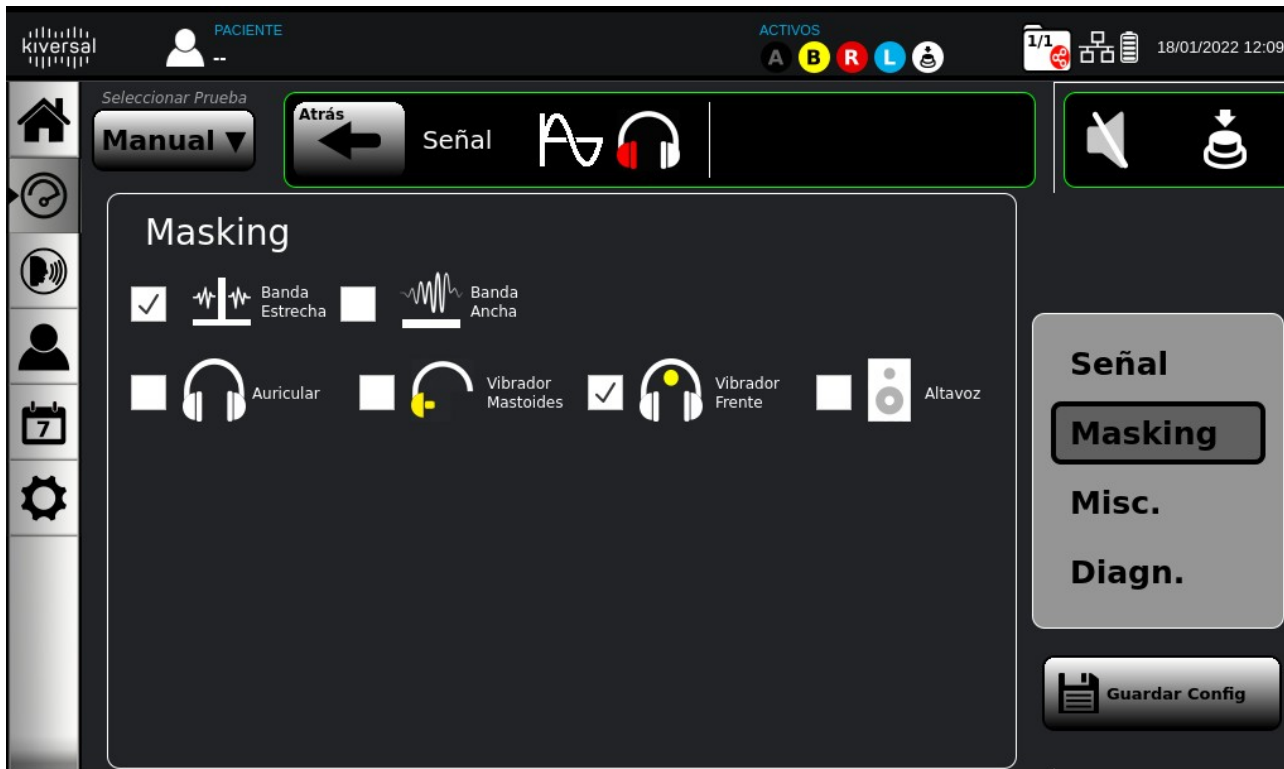 kiversal
PACIENTE
--
ACTIVOS
A B R L
1/1
18/01/2022 12:09
Seleccionar Prueba
Manual ▼
Atrás
Señal
Masking
Banda
Estrecha
Banda
Ancha
Auricular
Vibrador
Mastoides
Vibrador
Frente
Altavoz
7
Señal
Masking
Misc.
Diagn.
Guardar Config